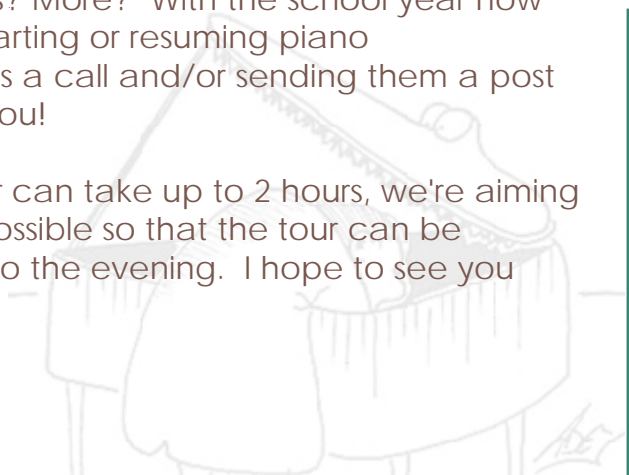 s? More?  With the school year now
arting or resuming piano
s a call and/or sending them a post
ou!
r can take up to 2 hours, we're aiming
ossible so that the tour can be
o the evening.  I hope to see you